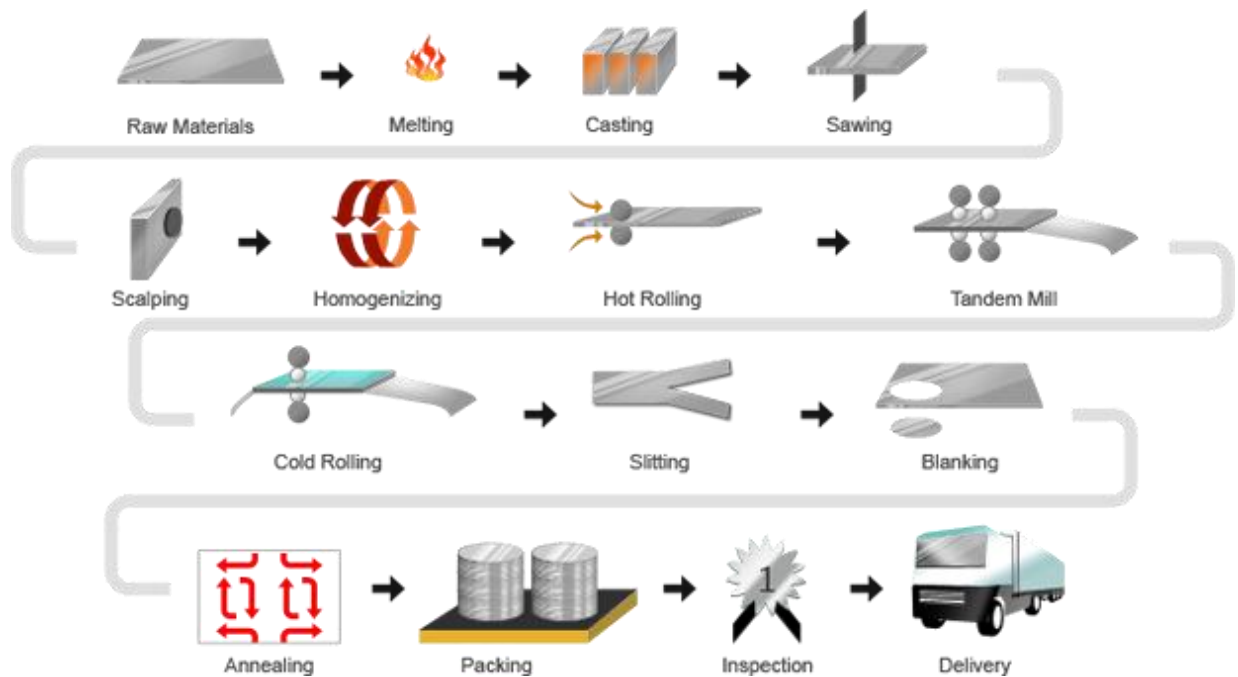 Raw Materials
Melting
Casting
Sawing
Scalping
Homogenizing
Hot Rolling
Tandem Mill
Cold Rolling
Slitting
Blanking
1
Annealing
Packing
Inspection
Delivery